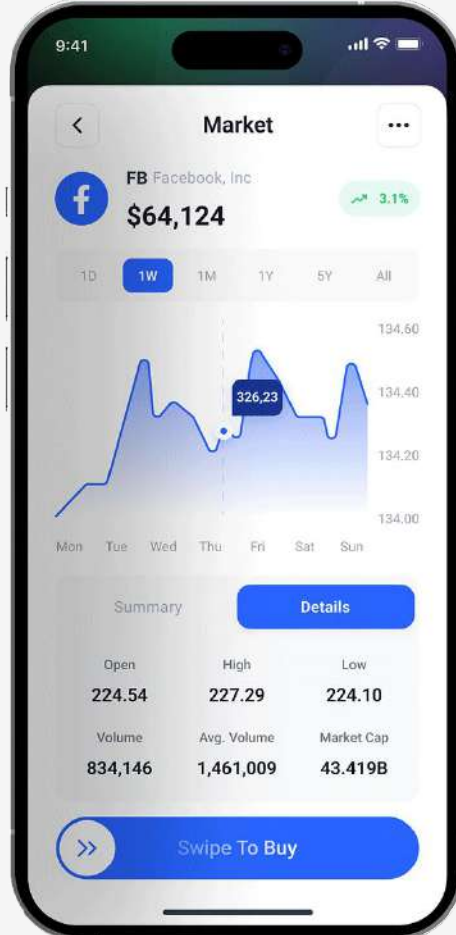 9:41
Market
FB Facebook, Inc
$64,124
3.1%
1D 1W 1M 1Y 5Y All
134.60
134.40
326,23
134.20
134.00
Mon Tue Wed Thu Fri Sat Sun
Summary Details
Open High Low
224.54 227.29 224.10
Volume Avg. Volume Market Cap
834,146 1,461,009 43.419B
Swipe To Buy